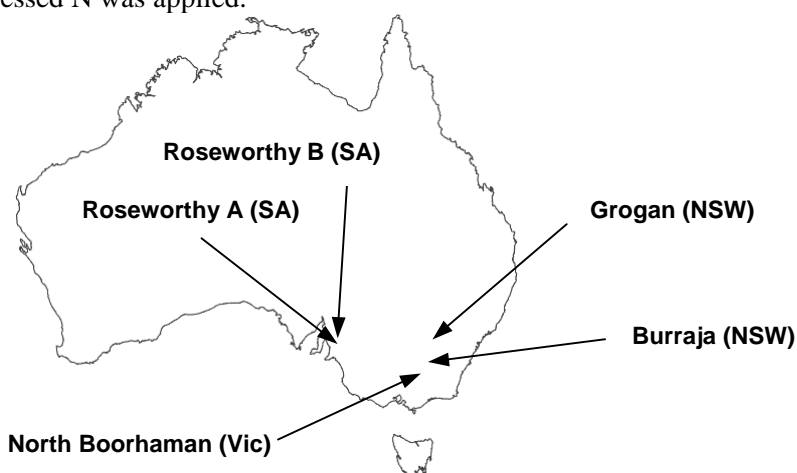 essed N was applied.
Roseworthy B (SA)
Roseworthy A (SA)
Grogan (NSW)
Burraja (NSW)
North Boorhaman (Vic)